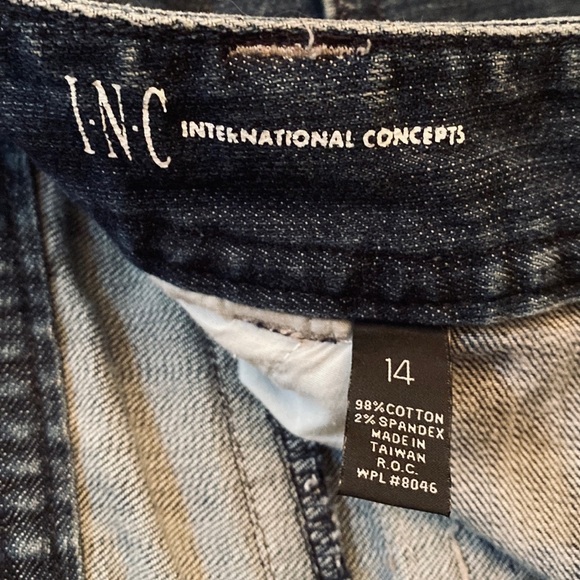 I·N·C INTERNATIONAL CONCEPTS
14
98% COTTON
2% SPANDEX
MADE IN
TAIWAN
R.O.C.
WPL #8046